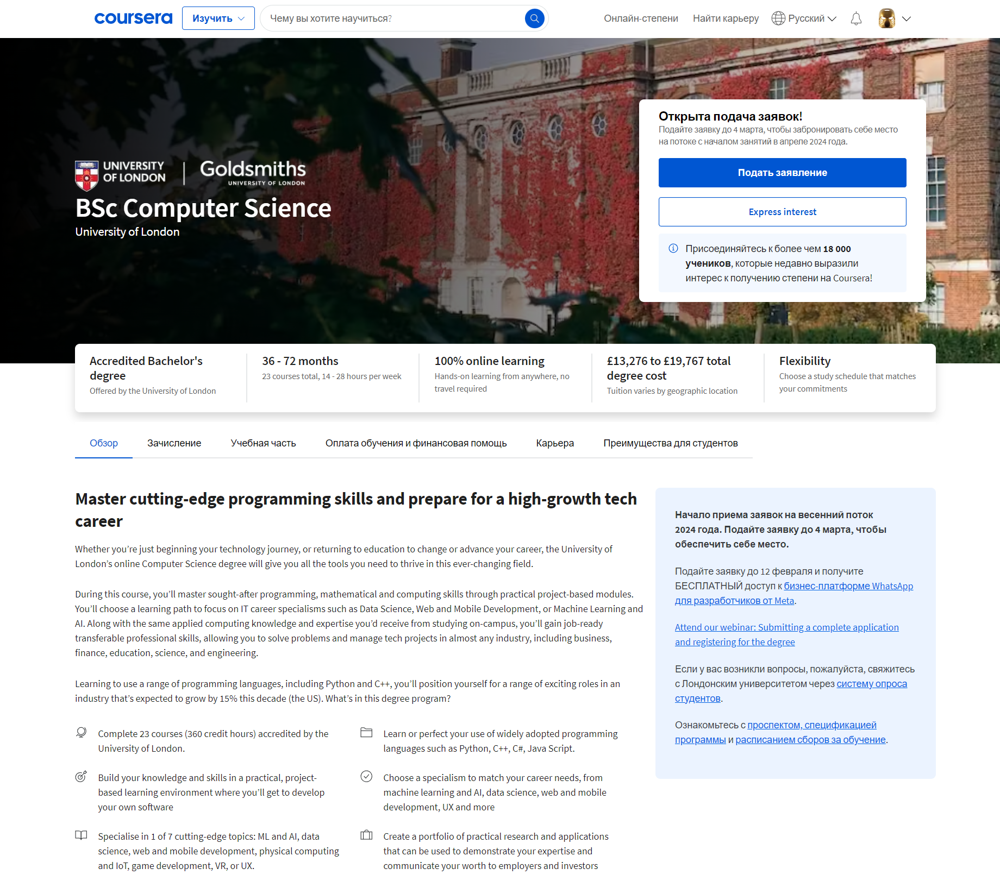 coursera
Изучить
Чему вы хотите научиться?
Онлайн-степени
Найти карьеру
Русский
Открыта подача заявок!
Подайте заявку до 4 марта, чтобы забронировать себе место
на потоке с началом занятий в апреле 2024 года.
Подать заявление
Express interest
Присоединяйтесь к более чем 18 000
учеников, которые недавно выразили
интерес к получению степени на Coursera!
UNIVERSITY
OF LONDON
Goldsmiths
UNIVERSITY OF LONDON
BSc Computer Science
University of London
Accredited Bachelor's
degree
Offered by the University of London
36 - 72 months
23 courses total, 14 - 28 hours per week
100% online learning
Hands-on learning from anywhere, no
travel required
£13,276 to £19,767 total
degree cost
Tuition varies by geographic location
Flexibility
Choose a study schedule that matches
your commitments
Обзор
Зачисление
Учебная часть
Оплата обучения и финансовая помощь
Карьера
Преимущества для студентов
Master cutting-edge programming skills and prepare for a high-growth tech
career
Whether you’re just beginning your technology journey, or returning to education to change or advance your career, the University of
London’s online Computer Science degree will give you all the tools you need to thrive in this ever-changing field.
During this course, you’ll master sought-after programming, mathematical and computing skills through practical project-based modules.
You’ll choose a learning path to focus on IT career specialisms such as Data Science, Web and Mobile Development, or Machine Learning and
AI. Along with the same applied computing knowledge and expertise you’d receive from studying on-campus, you’ll gain job-ready
transferable professional skills, allowing you to solve problems and manage tech projects in almost any industry, including business,
finance, education, science, and engineering.
Learning to use a range of programming languages, including Python and C++, you’ll position yourself for a range of exciting roles in an
industry that’s expected to grow by 15% this decade (the US). What’s in this degree program?
Complete 23 courses (360 credit hours) accredited by the
University of London.
Learn or perfect your use of widely adopted programming
languages such as Python, C++, C#, Java Script.
Build your knowledge and skills in a practical, project-
based learning environment where you’ll get to develop
your own software
Choose a specialism to match your career needs, from
machine learning and AI, data science, web and mobile
development, UX and more
Specialise in 1 of 7 cutting-edge topics: ML and AI, data
science, web and mobile development, physical computing
and IoT, game development, VR, or UX.
Create a portfolio of practical research and applications
that can be used to demonstrate your expertise and
communicate your worth to employers and investors
Начало приема заявок на весенний поток
2024 года. Подайте заявку до 4 марта, чтобы
обеспечить себе место.
Подайте заявку до 12 февраля и получите
БЕСПЛАТНЫЙ доступ к бизнес-платформе WhatsApp
для разработчиков от Meta.
Attend our webinar: Submitting a complete application
and registering for the degree
Если у вас возникли вопросы, пожалуйста, свяжитесь
с Лондонским университетом через систему опроса
студентов.
Ознакомьтесь с проспектом, спецификацией
программы и расписанием сборов за обучение.